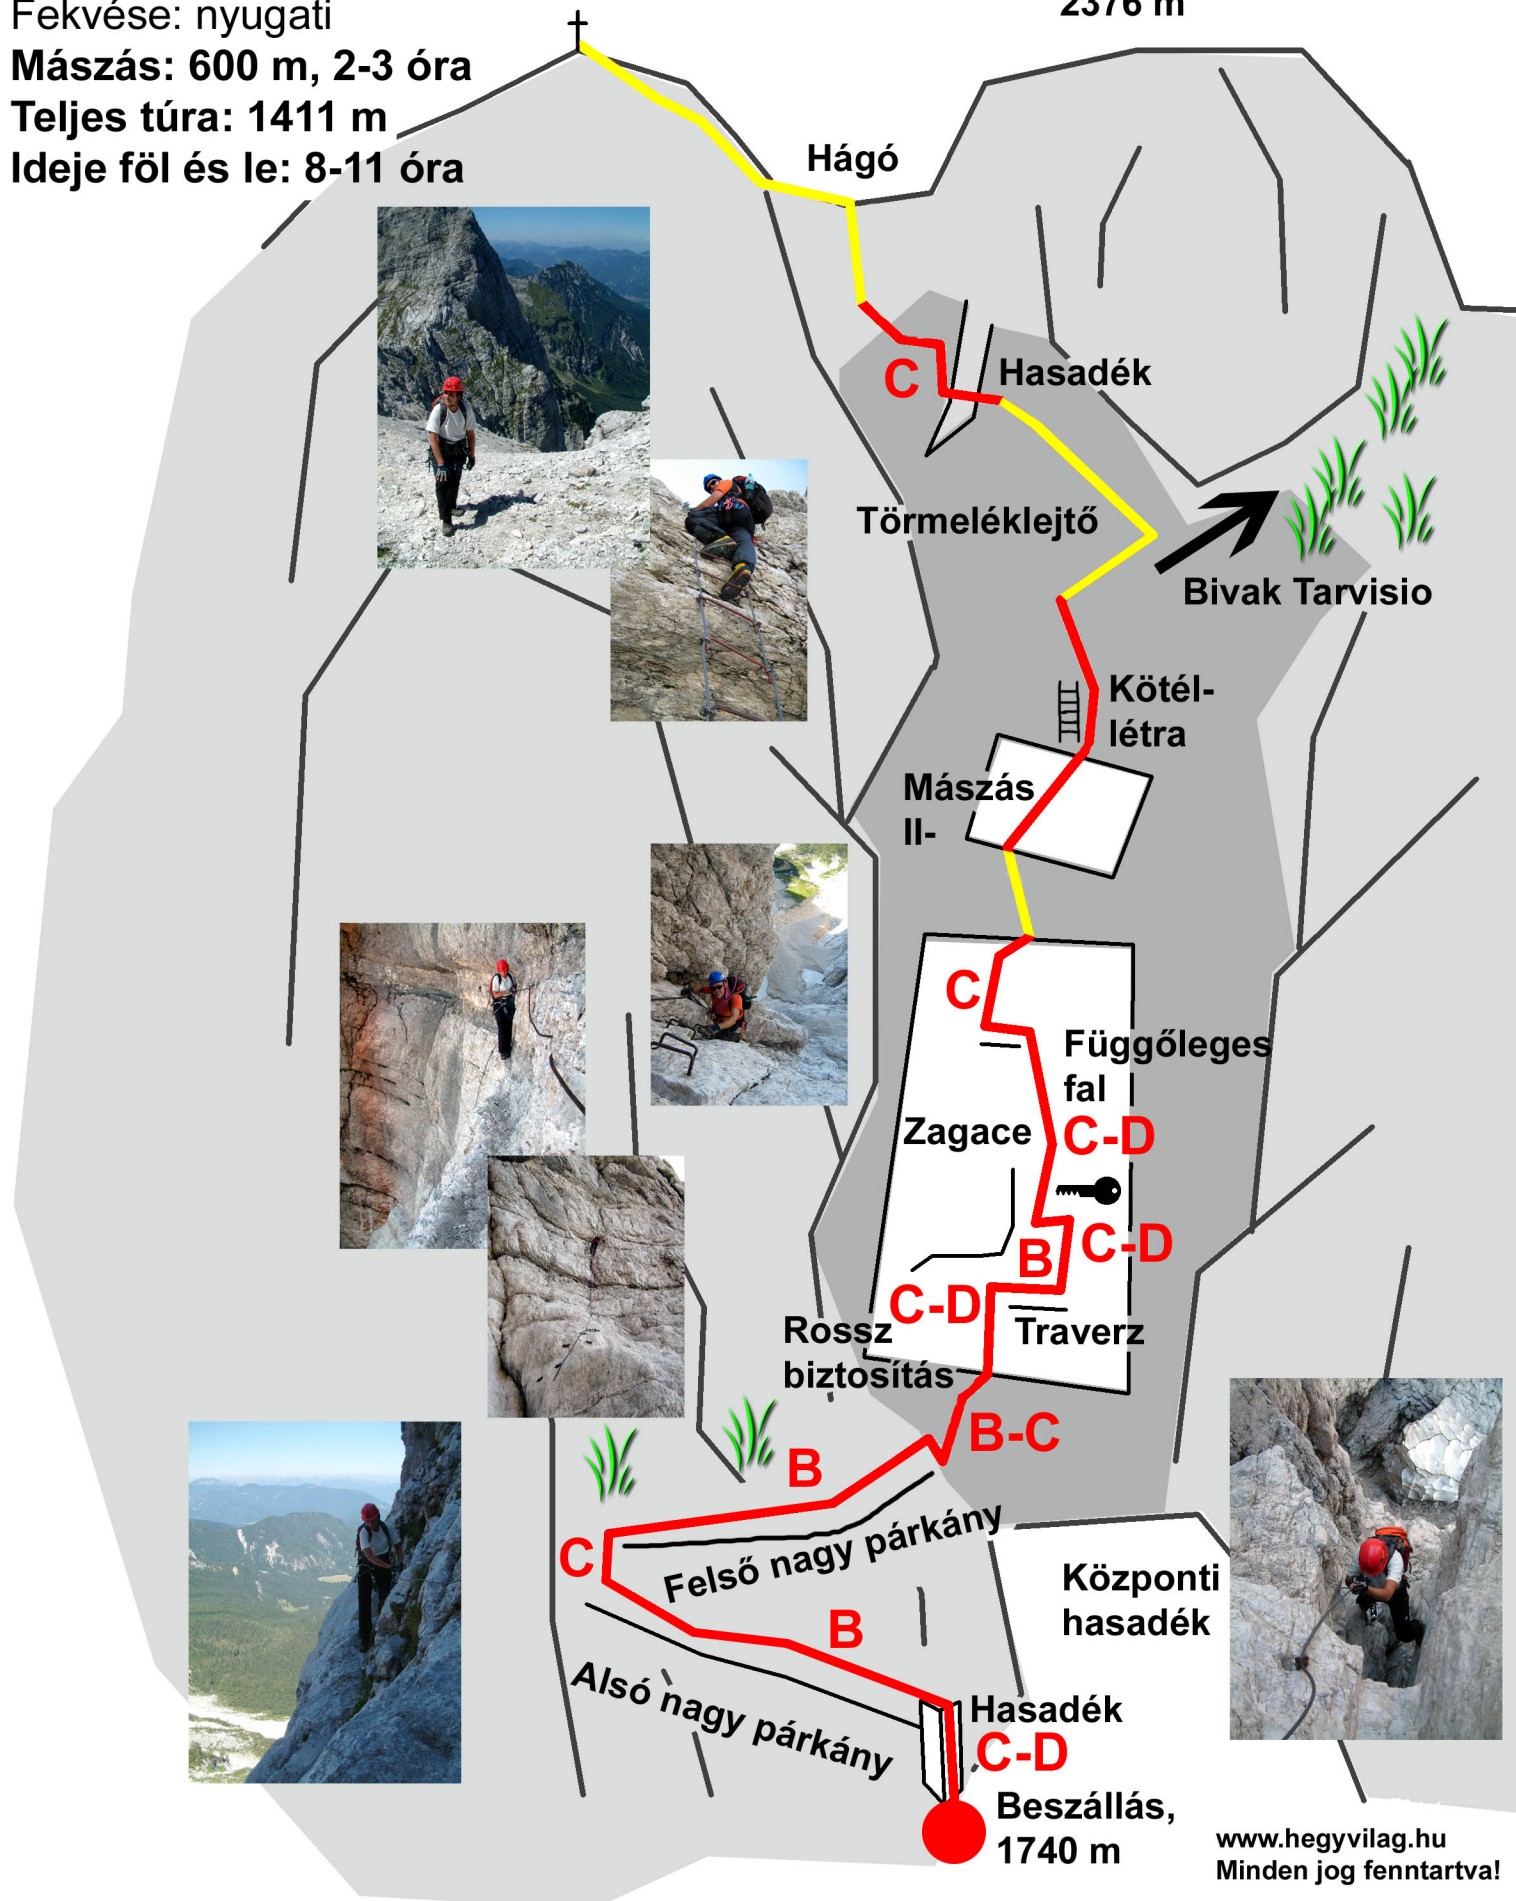 Fekvése: nyugati
Mászás: 600 m, 2-3 óra
Teljes túra: 1411 m
Ideje föl és le: 8-11 óra
2376 m
Hágó
C
Hasadék
Törmeléklejtő
Bivak Tarvisio
Kötél-
létra
Mászás
II-
C
Függőleges
fal
Zagace
C-D
C-D
B
C-D
Traverz
Rossz
biztosítás
B-C
B
C
Felső nagy párkány
Központi
hasadék
B
Alsó nagy párkány
Hasadék
C-D
Beszállás,
1740 m
www.hegyvilag.hu
Minden jog fenntartva!